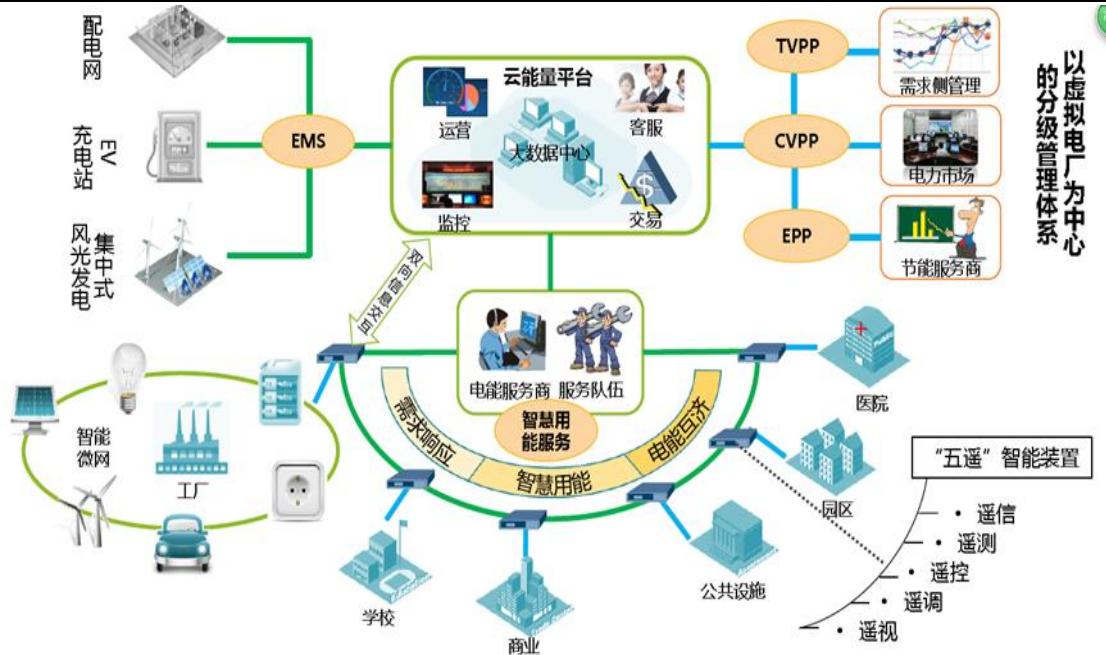 配电网
EV
充电站
集中式
风光发电
EMS
云能量平台
运营
客服
大数据中心
监控
交易
TVPP
需求侧管理
CVPP
电力市场
EPP
节能服务商
以虚拟电厂为中心
的分级管理体系
双向信息交互
电能服务商
服务队伍
智慧用
能服务
需求响应
智慧用能
电能互济
智能
微网
工厂
医院
园区
公共设施
商业
学校
“五遥”智能装置
• 遥信
• 遥测
• 遥控
• 遥调
• 遥视